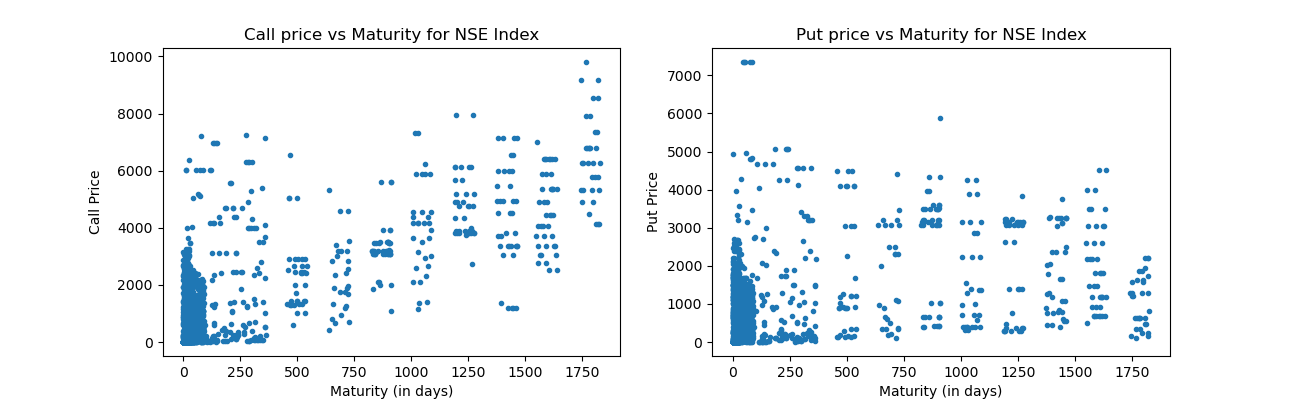 Call price vs Maturity for NSE Index
Call Price
10000
8000
6000
4000
2000
0
0 250 500 750 1000 1250 1500 1750
Maturity (in days)
Put price vs Maturity for NSE Index
Put Price
7000
6000
5000
4000
3000
2000
1000
0
0 250 500 750 1000 1250 1500 1750
Maturity (in days)